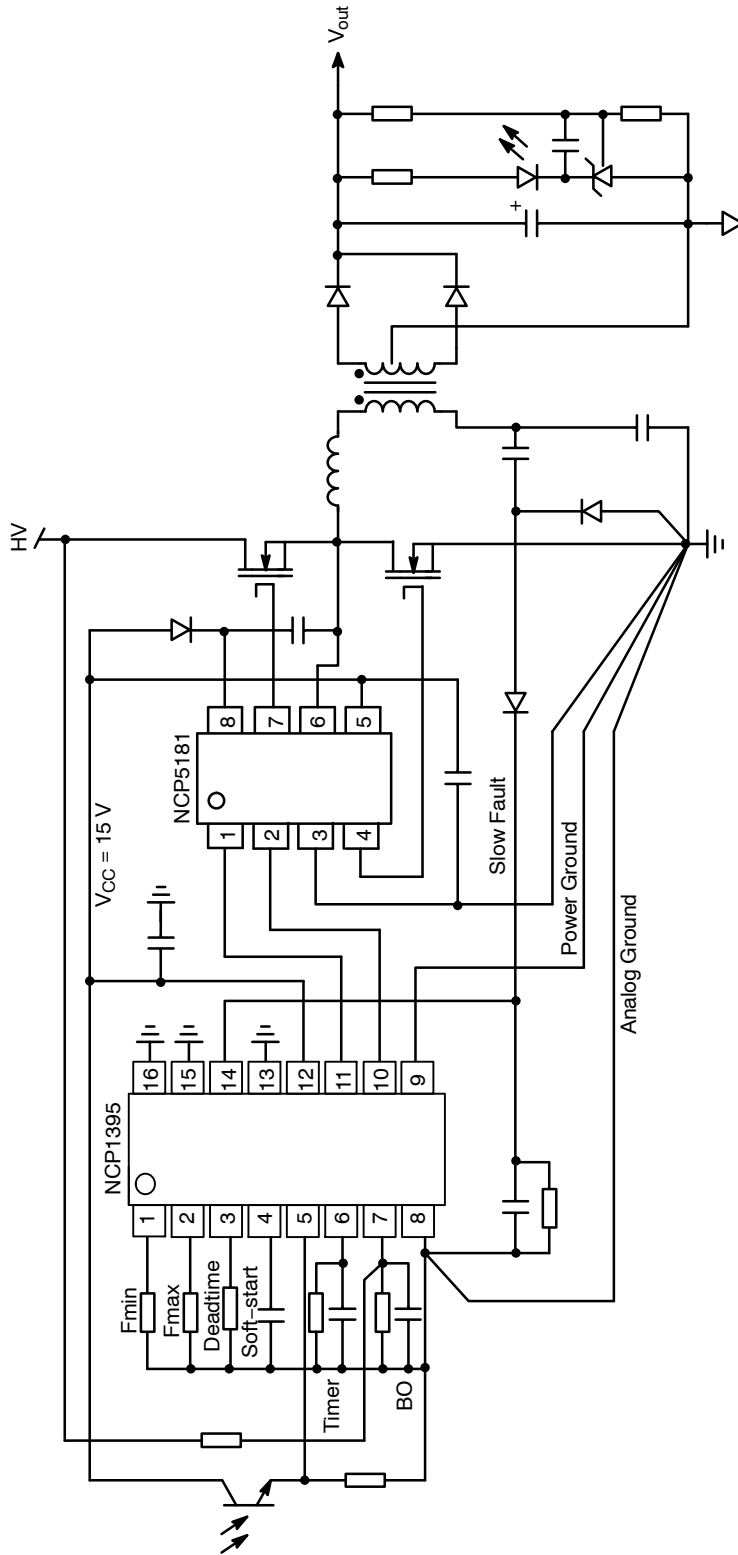 HV
V_CC = 15 V
V_out
NCP1395
NCP5181
Fmin
Fmax
Deadtime
Soft−start
Timer
BO
1
2
3
4
5
6
7
8
16
15
14
13
12
11
10
9
1
2
3
4
8
7
6
5
+
Slow Fault
Power Ground
Analog Ground